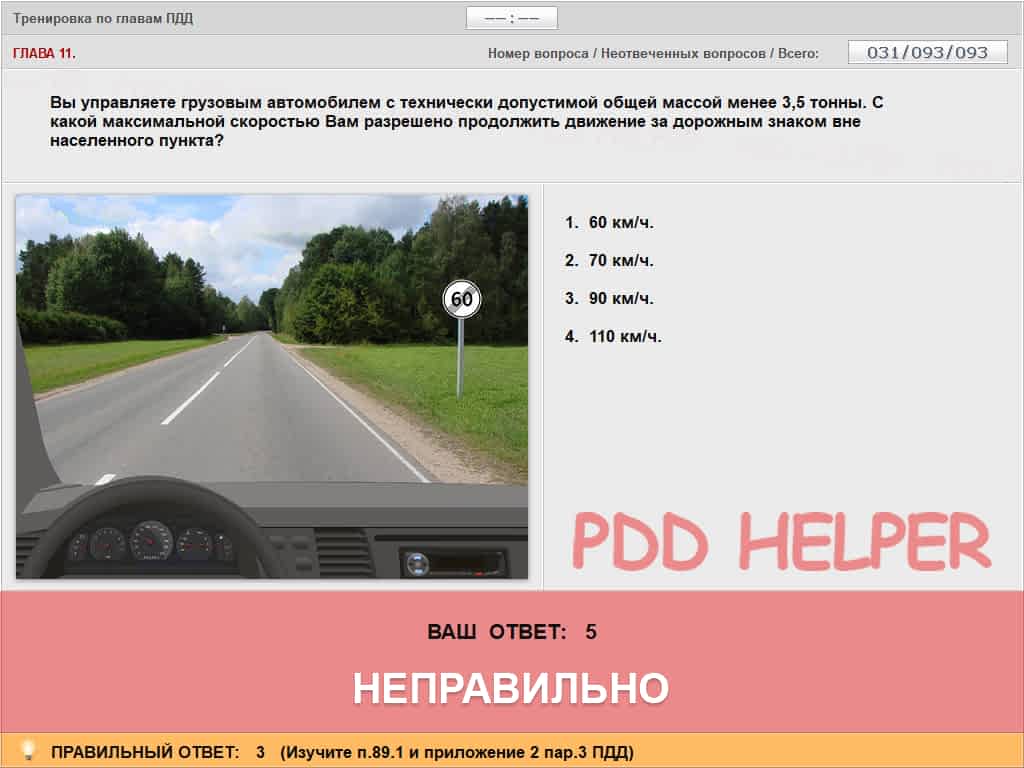 Тренировка по главам ПДД
—— : ——
ГЛАВА 11.
Номер вопроса / Неотвеченных вопросов / Всего: 031/093/093
Вы управляете грузовым автомобилем с технически допустимой общей массой менее 3,5 тонны. С
какой максимальной скоростью Вам разрешено продолжить движение за дорожным знаком вне
населенного пункта?
60
1. 60 км/ч.
2. 70 км/ч.
3. 90 км/ч.
4. 110 км/ч.
PDD HELPER
ВАШ ОТВЕТ: 5
НЕПРАВИЛЬНО
ПРАВИЛЬНЫЙ ОТВЕТ: 3 (Изучите п.89.1 и приложение 2 пар.3 ПДД)